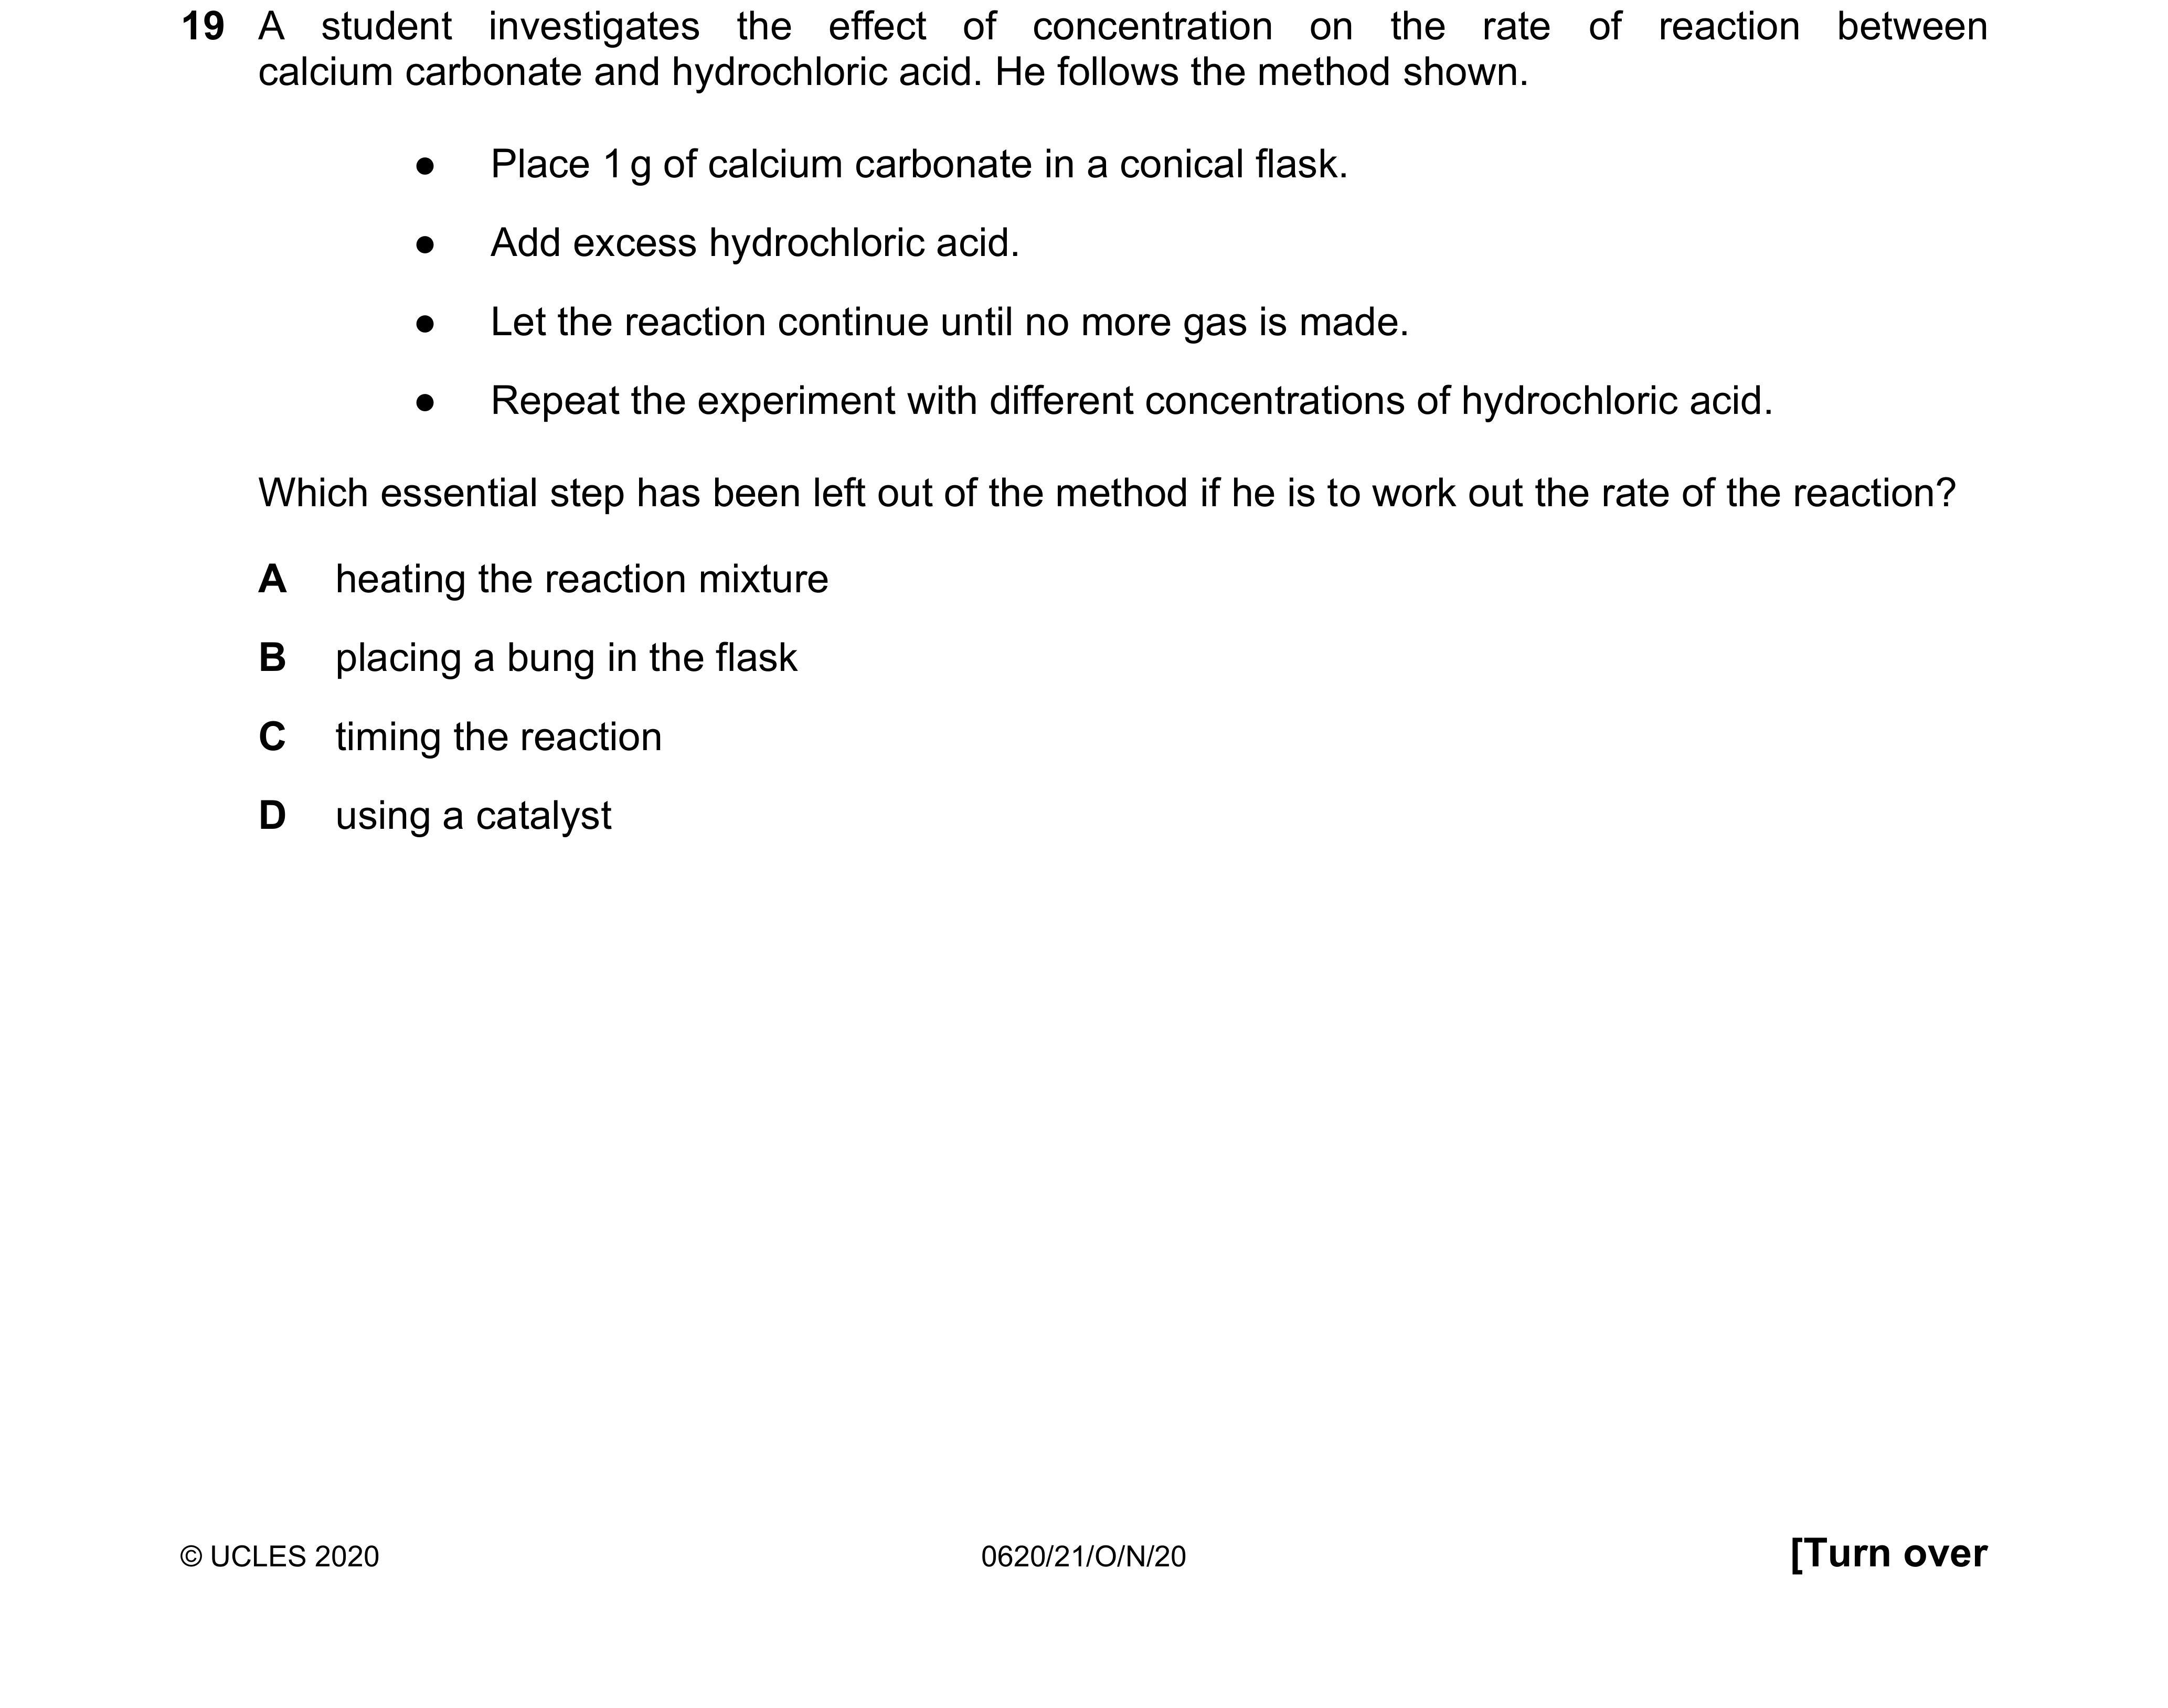 19 A student investigates the effect of concentration on the rate of reaction between
calcium carbonate and hydrochloric acid. He follows the method shown.
● Place 1 g of calcium carbonate in a conical flask.
● Add excess hydrochloric acid.
● Let the reaction continue until no more gas is made.
● Repeat the experiment with different concentrations of hydrochloric acid.
Which essential step has been left out of the method if he is to work out the rate of the reaction?
A heating the reaction mixture
B placing a bung in the flask
C timing the reaction
D using a catalyst
© UCLES 2020 0620/21/O/N/20 [Turn over